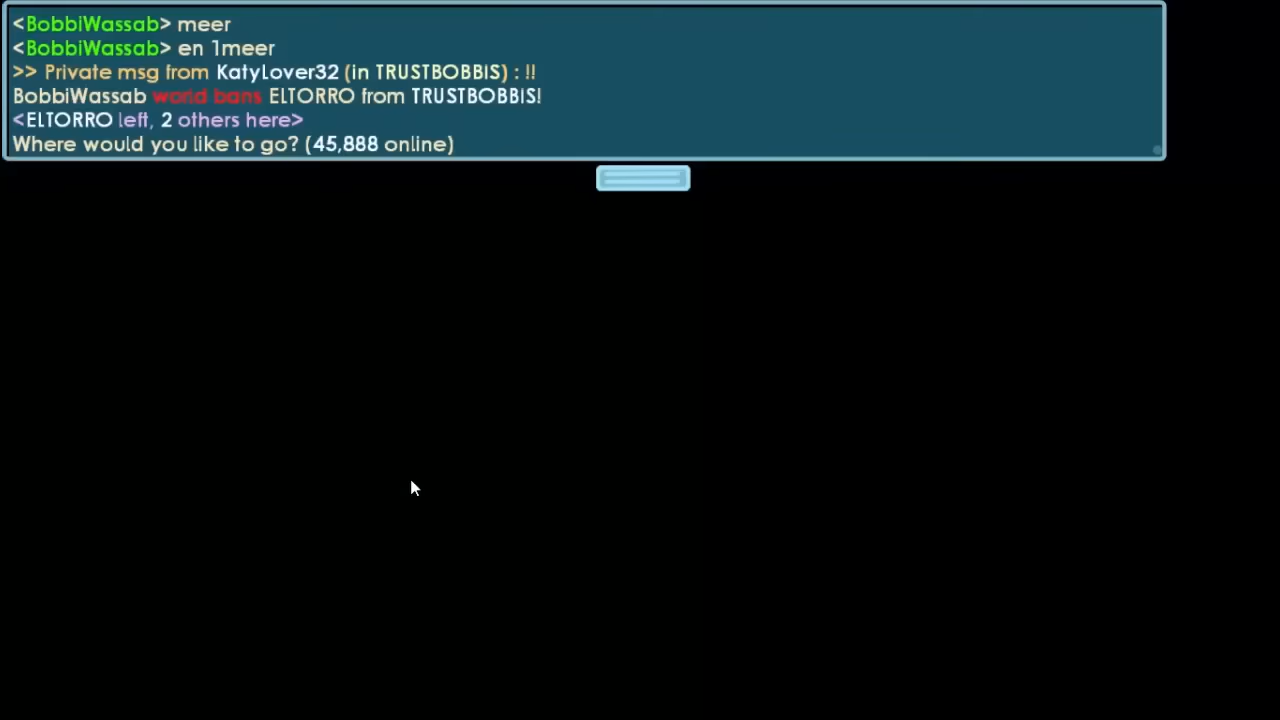 <BobbiWassab> meer
<BobbiWassab> en 1meer
>> Private msg from KatyLover32 (in TRUSTBOBBIS) : !!
BobbiWassab world bans ELTORRO from TRUSTBOBBIS!
<ELTORRO left, 2 others here>
Where would you like to go? (45,888 online)